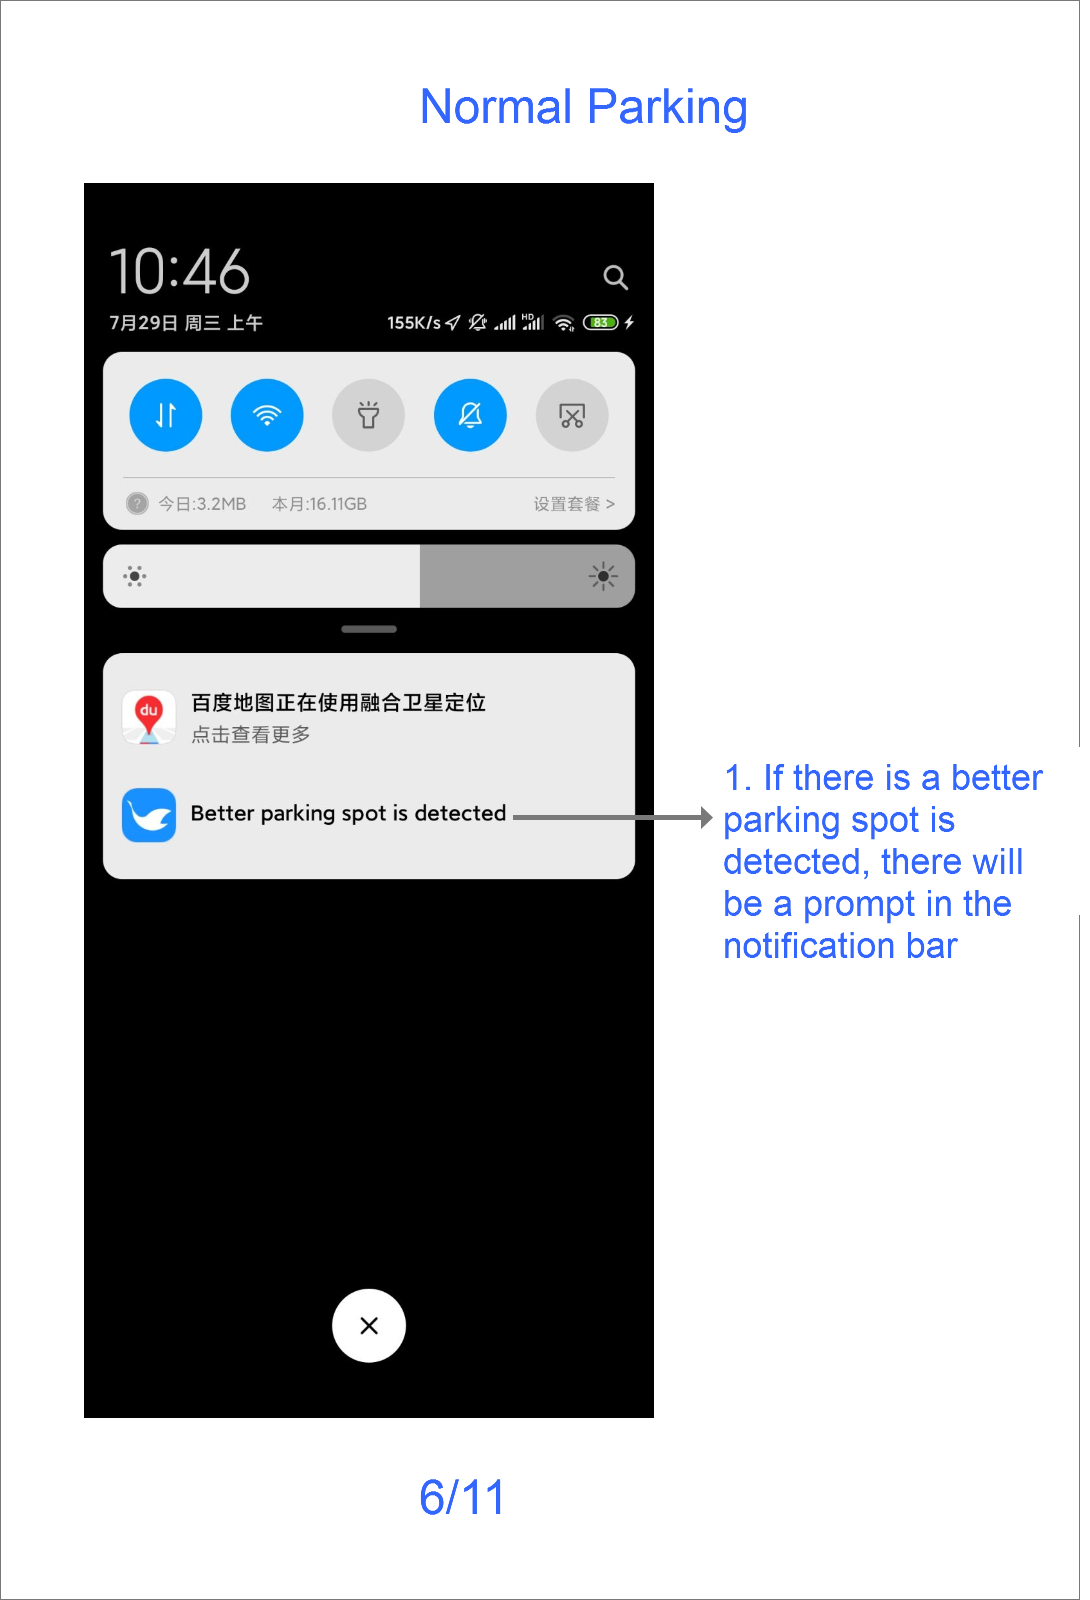 Normal Parking
10:46
7月29日 周三 上午
155K/s
HD
83
?
今日:3.2MB
本月:16.11GB
设置套餐 >
百度地图正在使用融合卫星定位
点击查看更多
du
Better parking spot is detected
1. If there is a better
parking spot is
detected, there will
be a prompt in the
notification bar
6/11